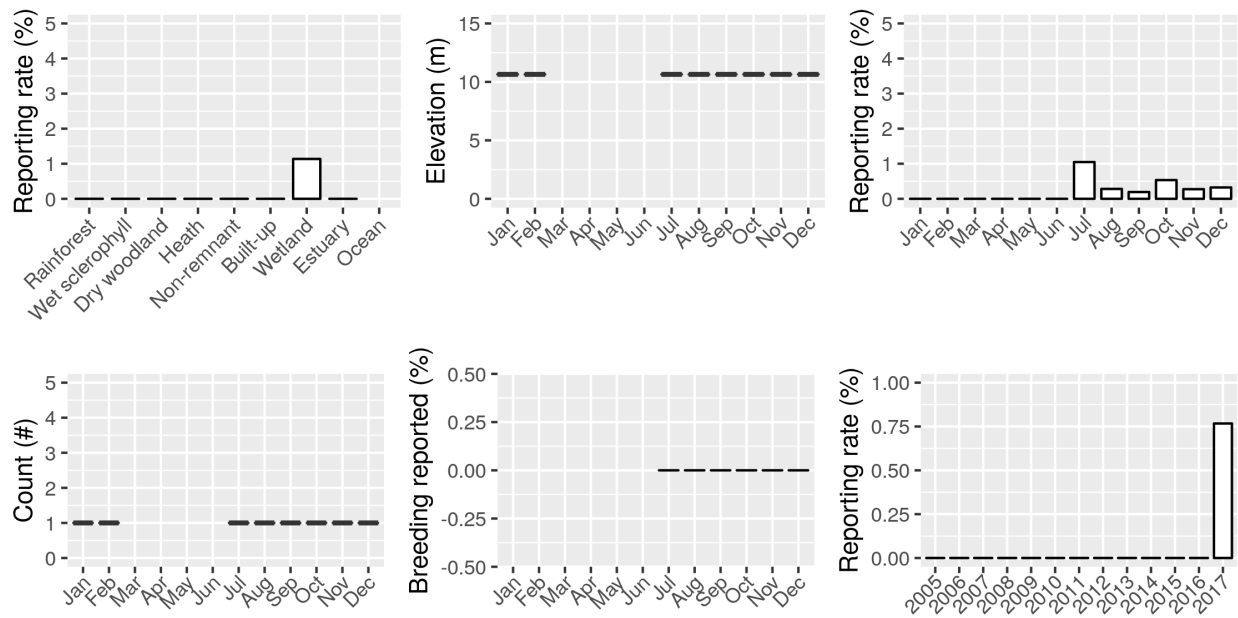 Reporting rate (%)
5
4
3
2
1
0
Rainforest
Wet sclerophyll
Dry woodland
Heath
Non-remnant
Built-up
Wetland
Estuary
Ocean
Elevation (m)
15
10
5
0
Jan
Feb
Mar
Apr
May
Jun
Jul
Aug
Sep
Oct
Nov
Dec
Reporting rate (%)
5
4
3
2
1
0
Jan
Feb
Mar
Apr
May
Jun
Jul
Aug
Sep
Oct
Nov
Dec
Count (#)
5
4
3
2
1
0
Jan
Feb
Mar
Apr
May
Jun
Jul
Aug
Sep
Oct
Nov
Dec
Breeding reported (%)
0.50
0.25
0.00
-0.25
-0.50
Jan
Feb
Mar
Apr
May
Jun
Jul
Aug
Sep
Oct
Nov
Dec
Reporting rate (%)
1.00
0.75
0.50
0.25
0.00
2005
2006
2007
2008
2009
2010
2011
2012
2013
2014
2015
2016
2017